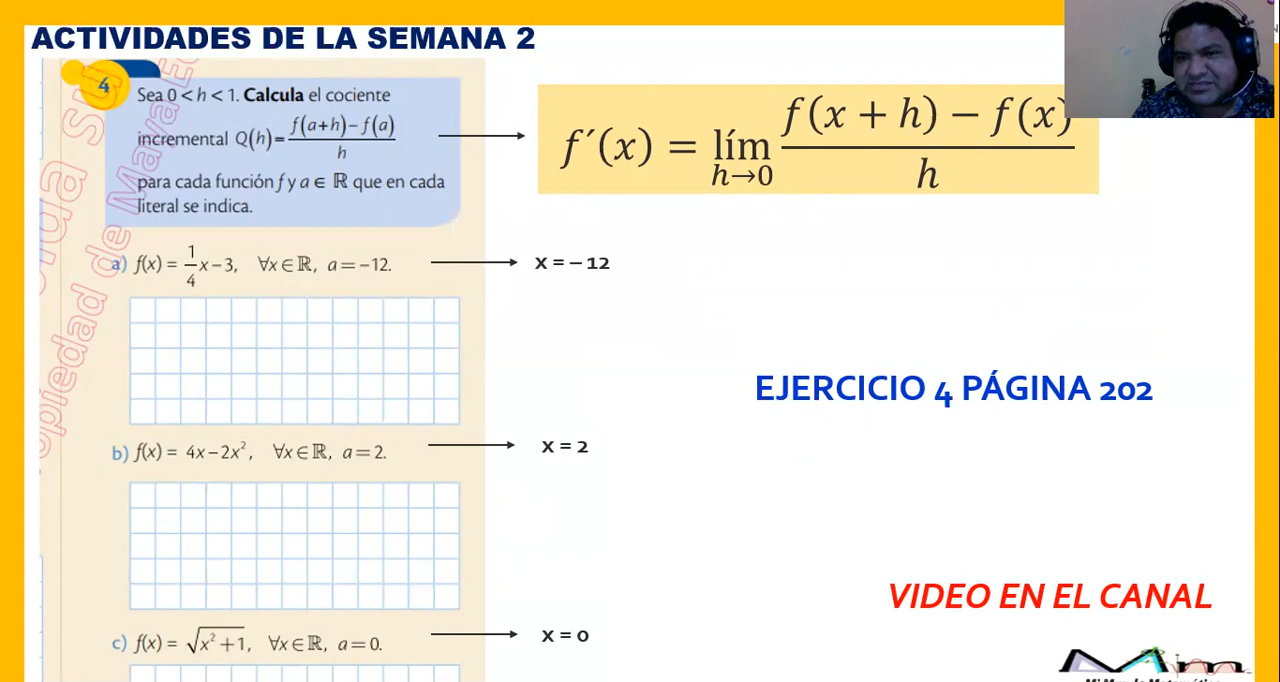 ACTIVIDADES DE LA SEMANA 2
4
Sea 0 < h < 1. Calcula el cociente
incremental Q(h)= f(a+h)−f(a) / h
para cada función f y a ∈ ℝ que en cada
literal se indica.
f´(x) = lím h→0 f(x + h) − f(x) / h
a) f(x) = 1/4 x−3, ∀x∈ℝ, a=−12.
X = − 12
EJERCICIO 4 PÁGINA 202
b) f(x) = 4x−2x², ∀x∈ℝ, a=2.
X = 2
VIDEO EN EL CANAL
c) f(x) = √x²+1, ∀x∈ℝ, a=0.
X = 0